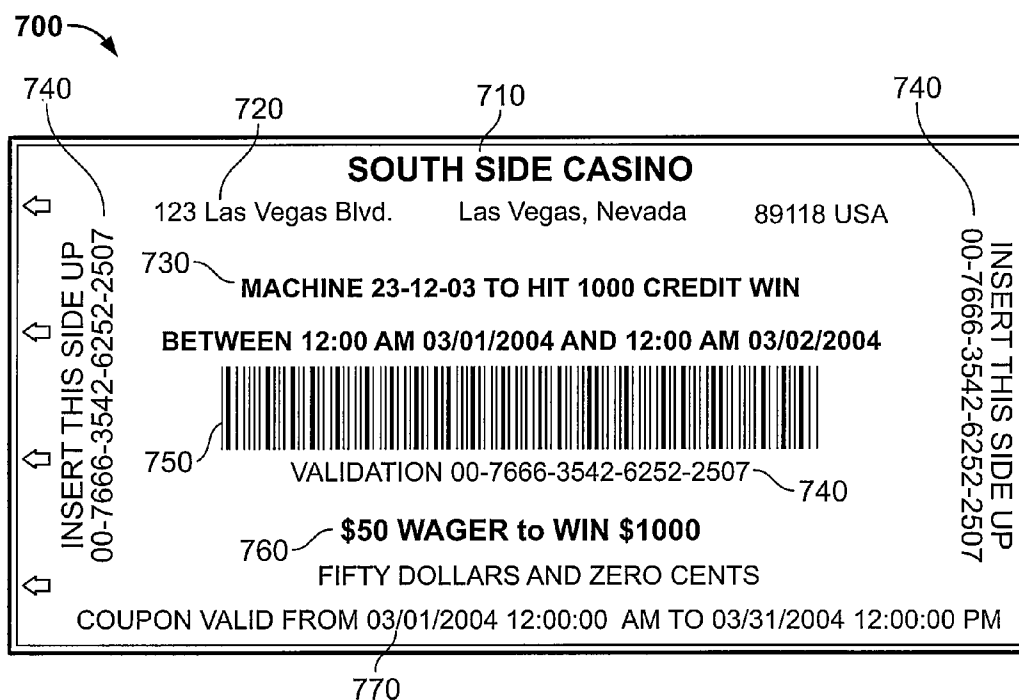 700
740 720 710 740
SOUTH SIDE CASINO
123 Las Vegas Blvd. Las Vegas, Nevada 89118 USA
INSERT THIS SIDE UP
00-7666-3542-6252-2507
730
MACHINE 23-12-03 TO HIT 1000 CREDIT WIN
BETWEEN 12:00 AM 03/01/2004 AND 12:00 AM 03/02/2004
750
VALIDATION 00-7666-3542-6252-2507
740
760
$50 WAGER to WIN $1000
FIFTY DOLLARS AND ZERO CENTS
COUPON VALID FROM 03/01/2004 12:00:00 AM TO 03/31/2004 12:00:00 PM
INSERT THIS SIDE UP
00-7666-3542-6252-2507
770